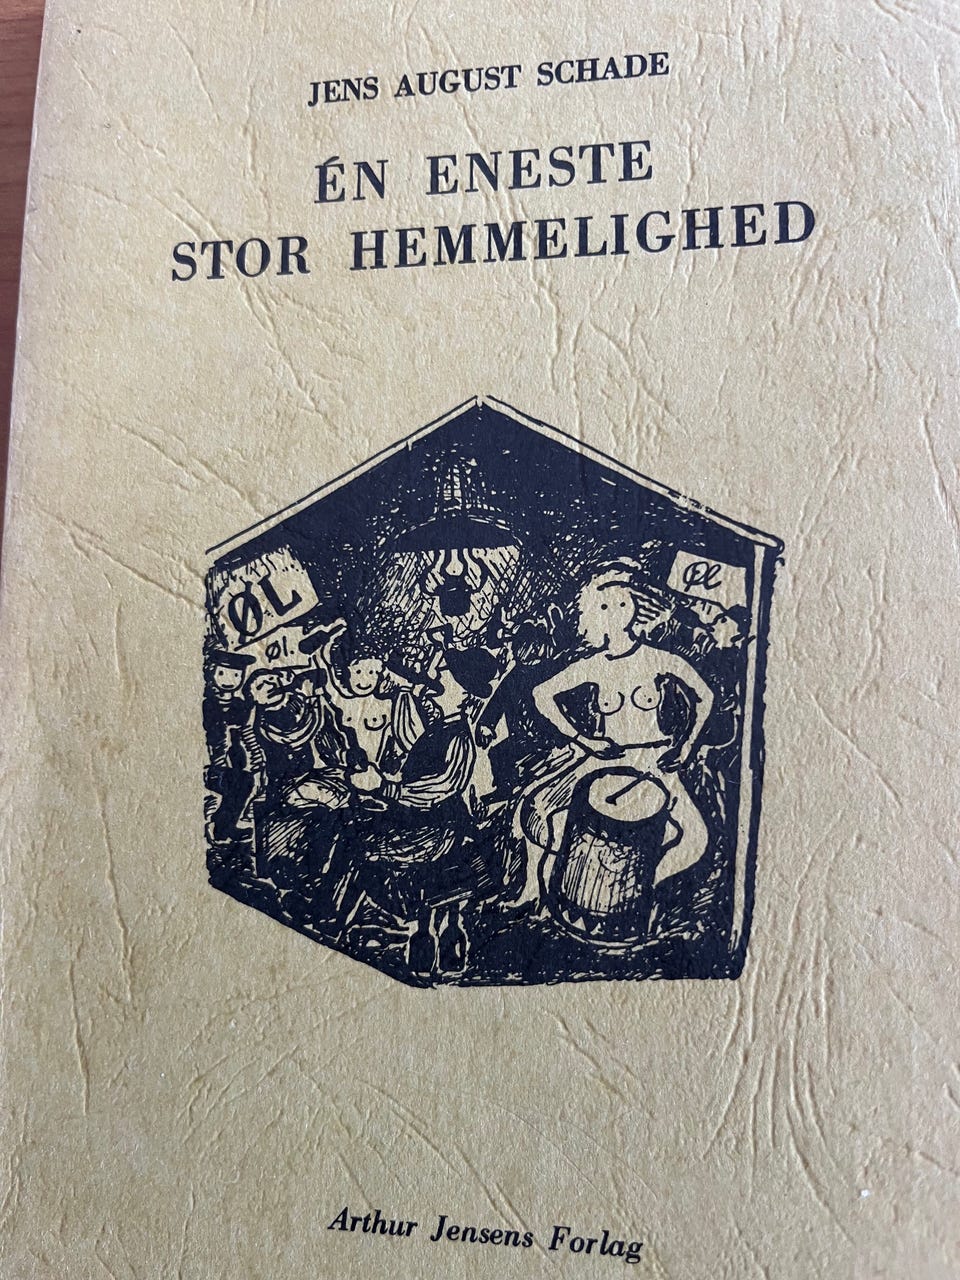 JENS AUGUST SCHADE
ÉN ENESTE
STOR HEMMELIGHED
ØL
ØL
ØL.
Arthur Jensens Forlag